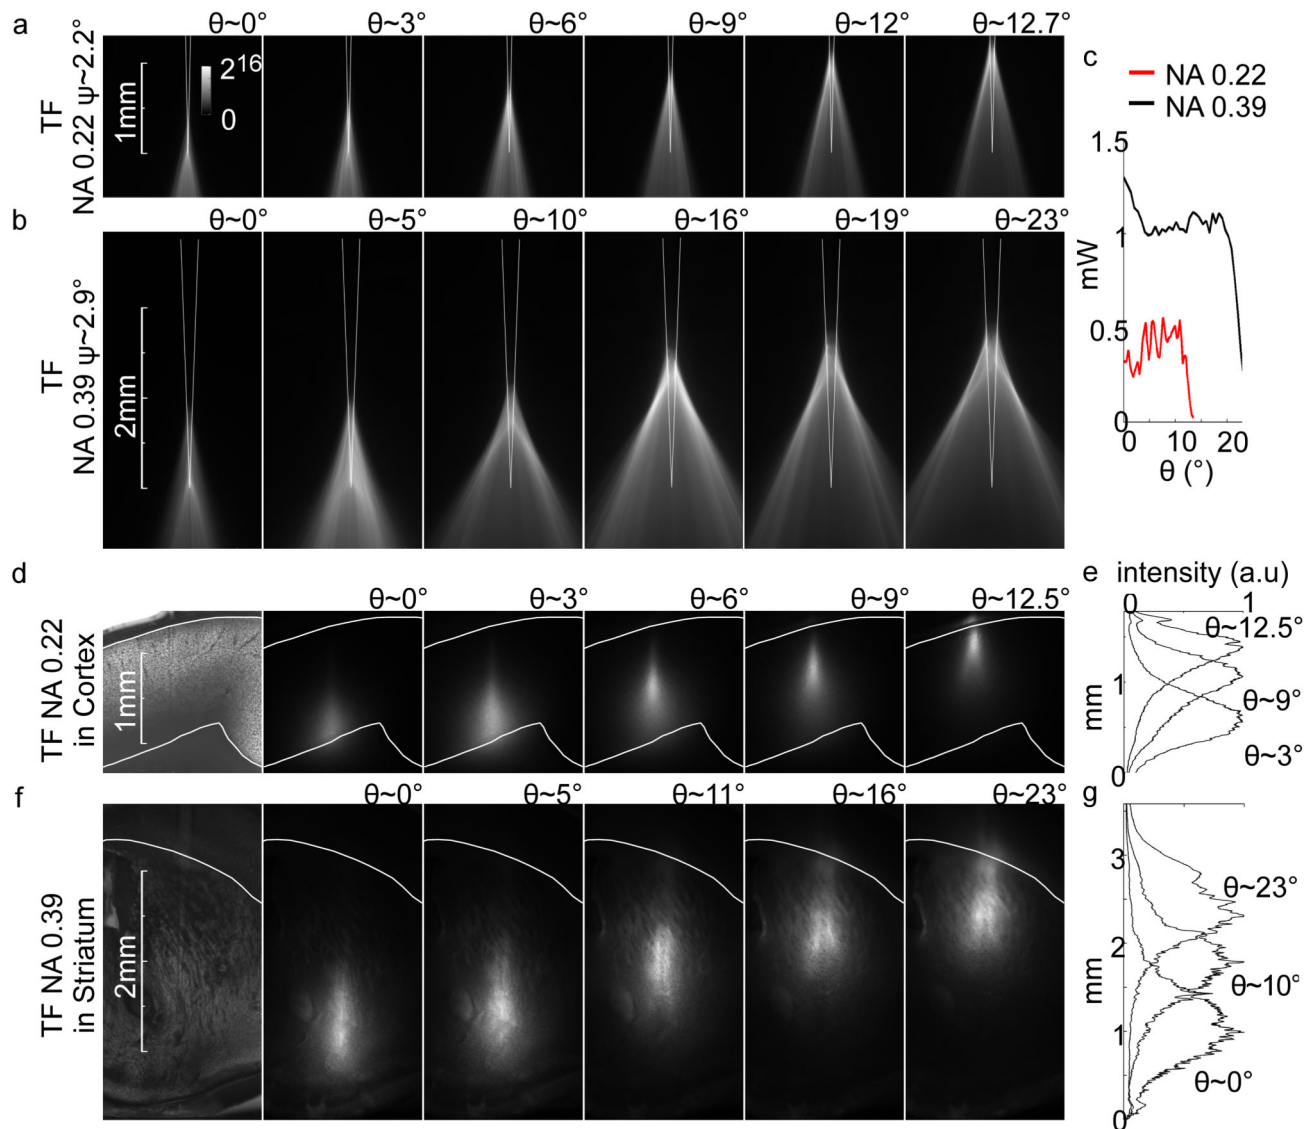 a
θ~0°
θ~3°
θ~6°
θ~9°
θ~12°
θ~12.7°
TF
NA 0.22 ψ~2.2°
1mm
2^16
0
b
θ~0°
θ~5°
θ~10°
θ~16°
θ~19°
θ~23°
TF
NA 0.39 ψ~2.9°
2mm
c
NA 0.22
NA 0.39
1.5
1
0.5
0
mW
0 10 20
θ (°)
d
θ~0°
θ~3°
θ~6°
θ~9°
θ~12.5°
TF NA 0.22
in Cortex
1mm
e intensity (a.u)
0 1
θ~12.5°
1
θ~9°
θ~3°
0
mm
f
θ~0°
θ~5°
θ~11°
θ~16°
θ~23°
TF NA 0.39
in Striatum
2mm
g
3
θ~23°
2
θ~10°
1
θ~0°
0
mm